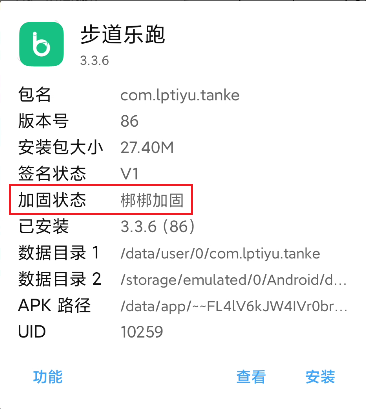 步道乐跑
3.3.6
包名 com.lptiyu.tanke
版本号 86
安装包大小 27.40M
签名状态 V1
加固状态 梆梆加固
已安装 3.3.6 (86)
数据目录 1 /data/user/0/com.lptiyu.tanke
数据目录 2 /storage/emulated/0/Android/d...
APK 路径 /data/app/~~FL4lV6kJW4IVr0br...
UID 10259
功能 查看 安装